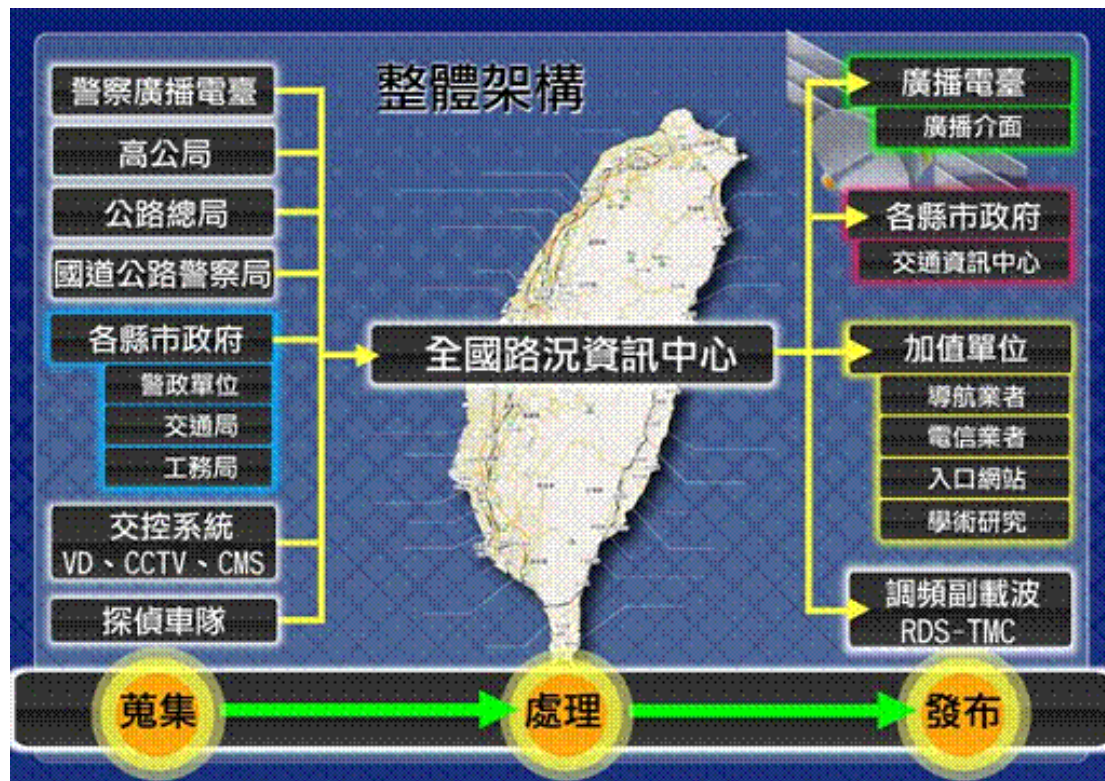 整體架構
警察廣播電臺
高公局
公路總局
國道公路警察局
各縣市政府
警政單位
交通局
工務局
交控系統
VD、CCTV、CMS
探偵車隊
全國路況資訊中心
廣播電臺
廣播介面
各縣市政府
交通資訊中心
加值單位
導航業者
電信業者
入口網站
學術研究
調頻副載波
RDS-TMC
蒐集
處理
發布